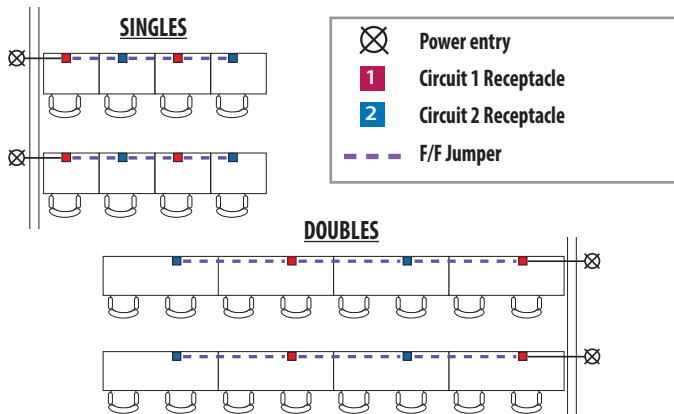 SINGLES
Power entry
1 Circuit 1 Receptacle
2 Circuit 2 Receptacle
F/F Jumper
DOUBLES